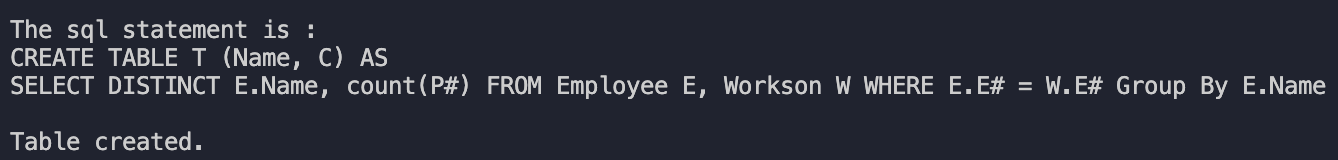 The sql statement is :
CREATE TABLE T (Name, C) AS
SELECT DISTINCT E.Name, count(P#) FROM Employee E, Workson W WHERE E.E# = W.E# Group By E.Name
Table created.